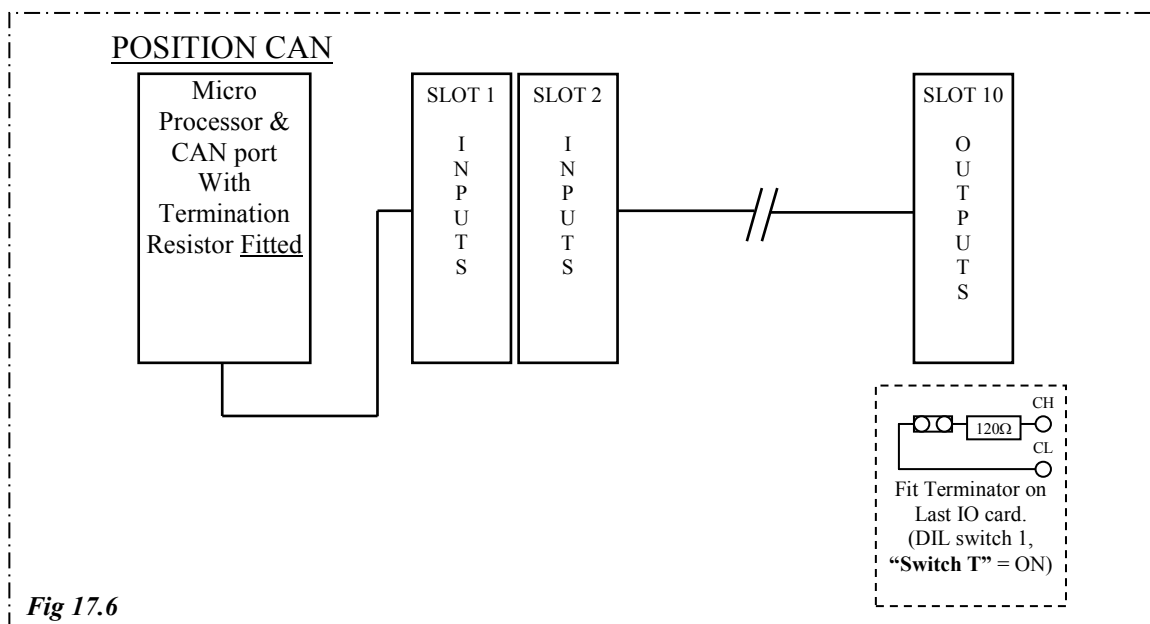 POSITION CAN
Micro
Processor &
CAN port
With
Termination
Resistor Fitted
SLOT 1
I
N
P
U
T
S
SLOT 2
I
N
P
U
T
S
SLOT 10
O
U
T
P
U
T
S
CH
120Ω
CL
Fit Terminator on
Last IO card.
(DIL switch 1,
“Switch T” = ON)
Fig 17.6